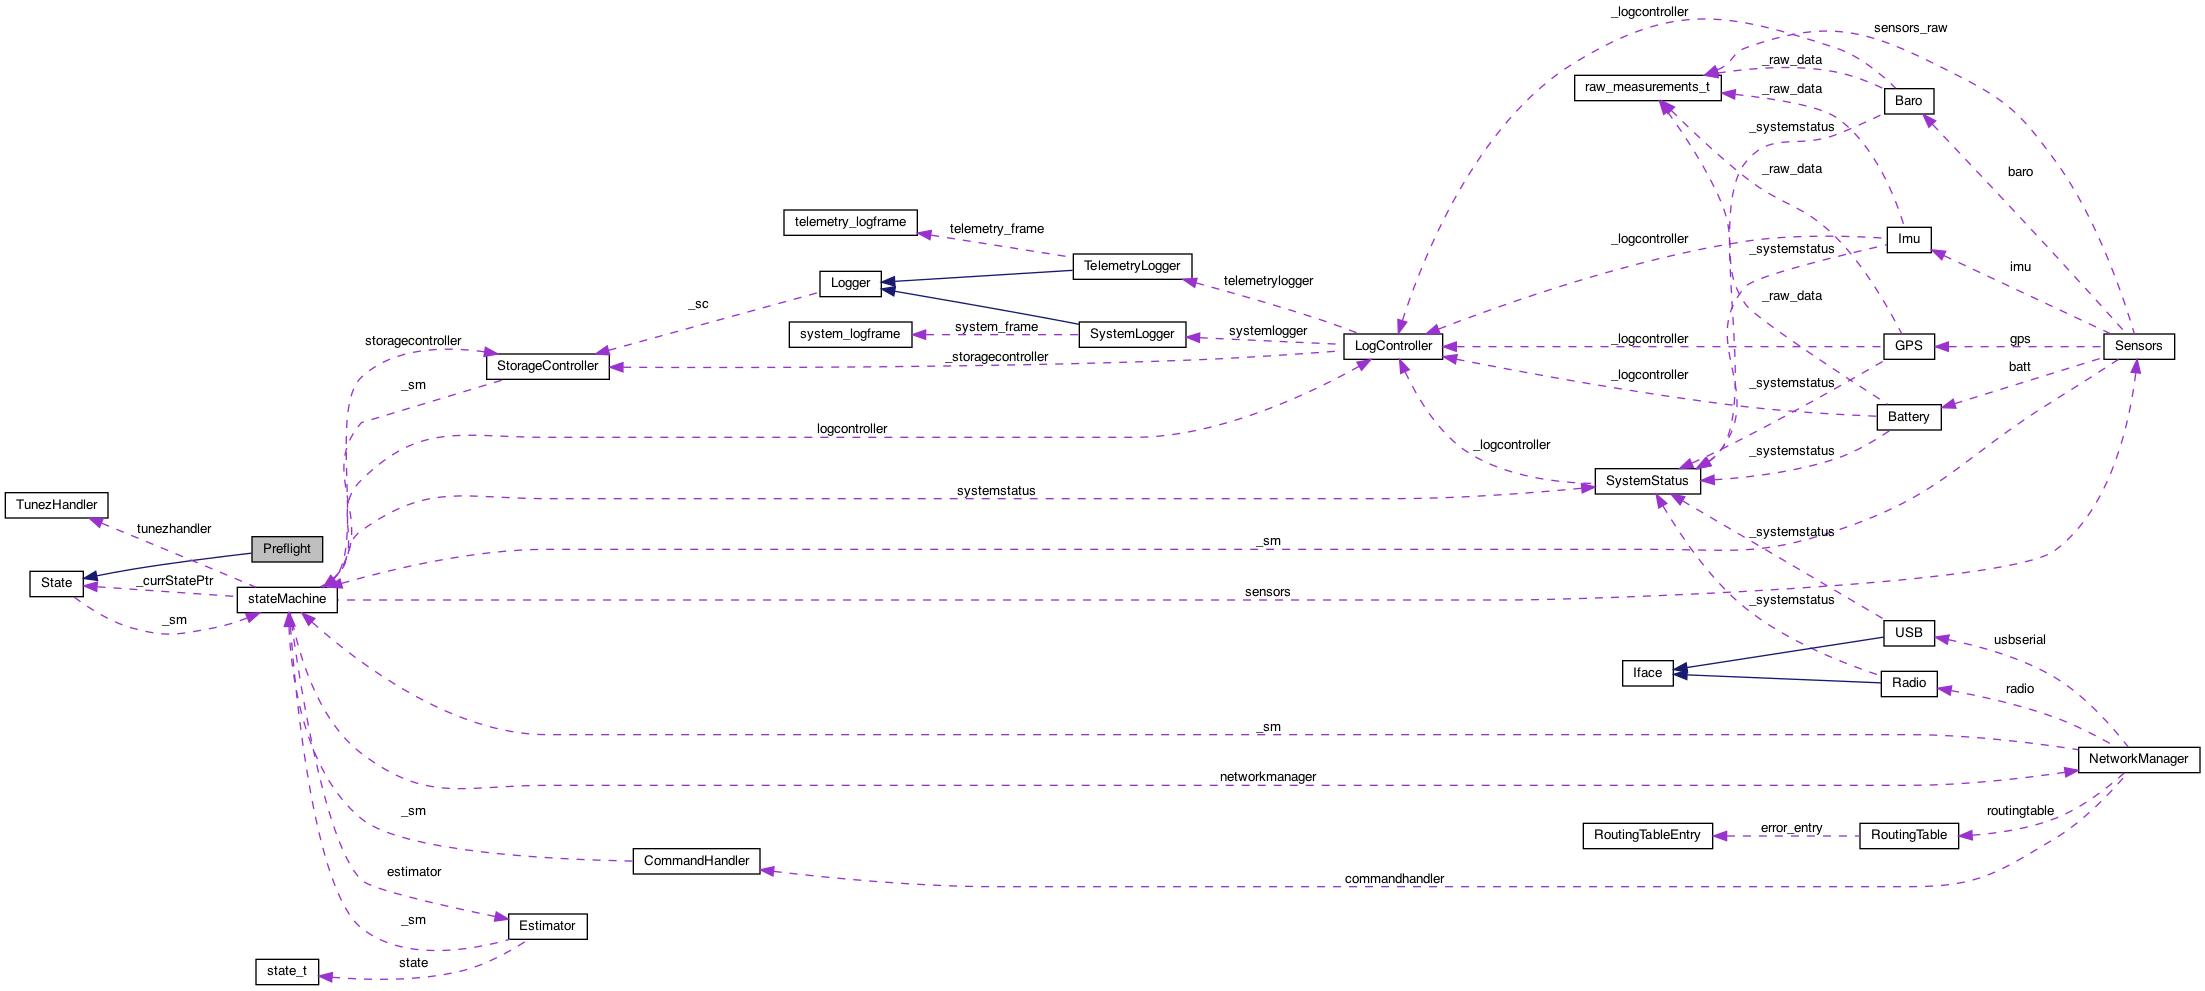 _logcontroller
sensors_raw
_raw_data
raw_measurements_t
_raw_data
Baro
_systemstatus
_raw_data
baro
telemetry_logframe
telemetry_frame
_logcontroller
Imu
_systemstatus
TelemetryLogger
imu
Logger
telemetrylogger
_raw_data
_sc
system_logframe
system_frame
SystemLogger
systemlogger
storagecontroller
_storagecontroller
LogController
_logcontroller
GPS
gps
Sensors
StorageController
_sm
_logcontroller
_systemstatus
batt
Battery
logcontroller
_logcontroller
_systemstatus
SystemStatus
systemstatus
TunezHandler
tunezhandler
_systemstatus
Preflight
_sm
State
_currStatePtr
stateMachine
sensors
_systemstatus
_sm
USB
usbserial
Iface
Radio
radio
_sm
NetworkManager
networkmanager
_sm
routingtable
RoutingTableEntry
error_entry
RoutingTable
CommandHandler
estimator
commandhandler
_sm
Estimator
state_t
state